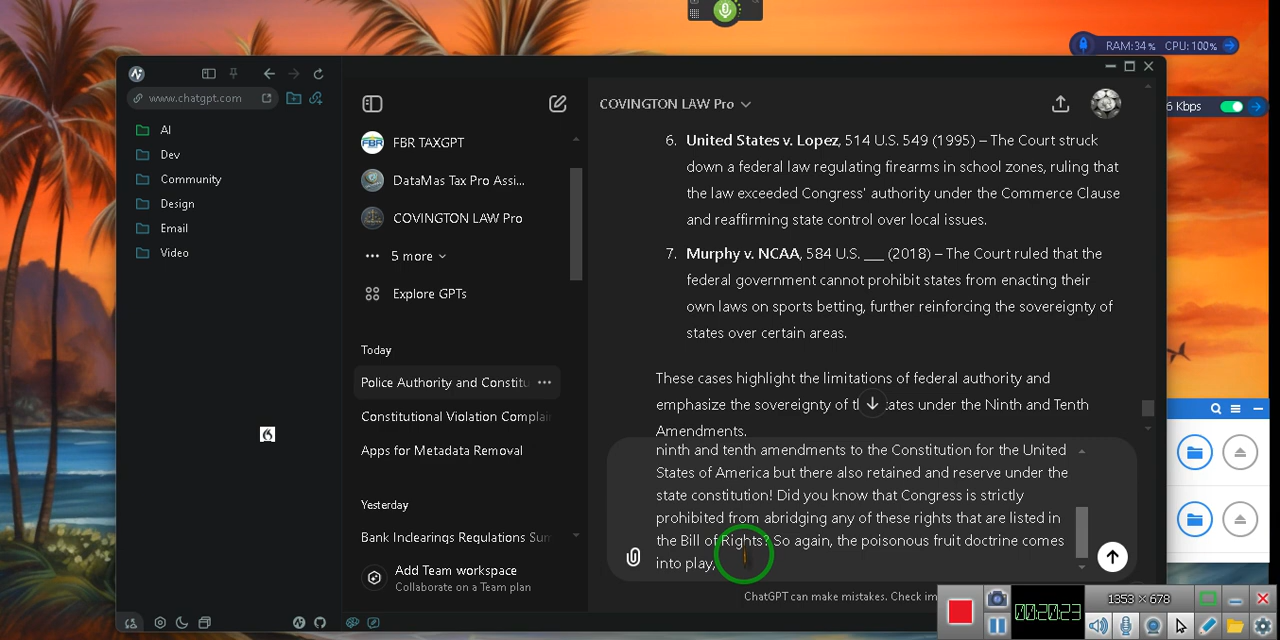 RAM:34% CPU:100%
6 Kbps
www.chatgpt.com
AI
Dev
Community
Design
Email
Video
FBR TAXGPT
DataMas Tax Pro Assi...
COVINGTON LAW Pro
5 more
Explore GPTs
Today
Police Authority and Constitu
Constitutional Violation Complain
Apps for Metadata Removal
Yesterday
Bank Inclearings Regulations Sum
Add Team workspace
Collaborate on a Team plan
COVINGTON LAW Pro
6. United States v. Lopez, 514 U.S. 549 (1995) – The Court struck
down a federal law regulating firearms in school zones, ruling that
the law exceeded Congress' authority under the Commerce Clause
and reaffirming state control over local issues.
7. Murphy v. NCAA, 584 U.S. ___ (2018) – The Court ruled that the
federal government cannot prohibit states from enacting their
own laws on sports betting, further reinforcing the sovereignty of
states over certain areas.
These cases highlight the limitations of federal authority and
emphasize the sovereignty of the states under the Ninth and Tenth
Amendments.
ninth and tenth amendments to the Constitution for the United
States of America but there also retained and reserve under the
state constitution! Did you know that Congress is strictly
prohibited from abridging any of these rights that are listed in
the Bill of Rights? So again, the poisonous fruit doctrine comes
into play,
ChatGPT can make mistakes. Check im
1353 × 678
00:20:23